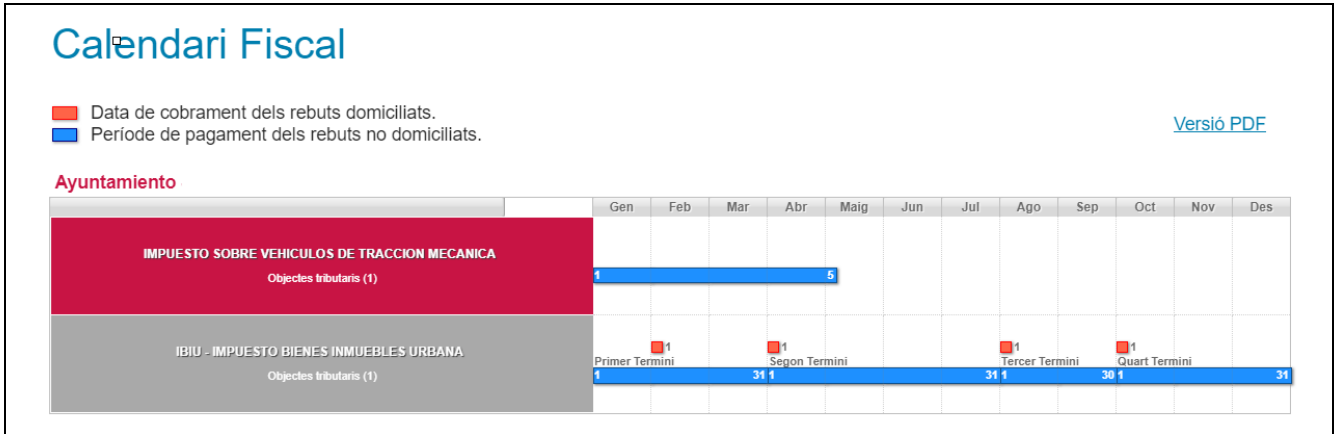 Calendari Fiscal
Data de cobrament dels rebuts domiciliats.
Període de pagament dels rebuts no domiciliats.
Versió PDF
Ayuntamiento
Gen Feb Mar Abr Maig Jun Jul Ago Sep Oct Nov Des
IMPUESTO SOBRE VEHICULOS DE TRACCION MECANICA
Objectes tributaris (1)
1 5
IBIU - IMPUESTO BIENES INMUEBLES URBANA
Objectes tributaris (1)
1 1 1 1
Primer Termini Segon Termini Tercer Termini Quart Termini
1 31 1 31 1 30 1 31